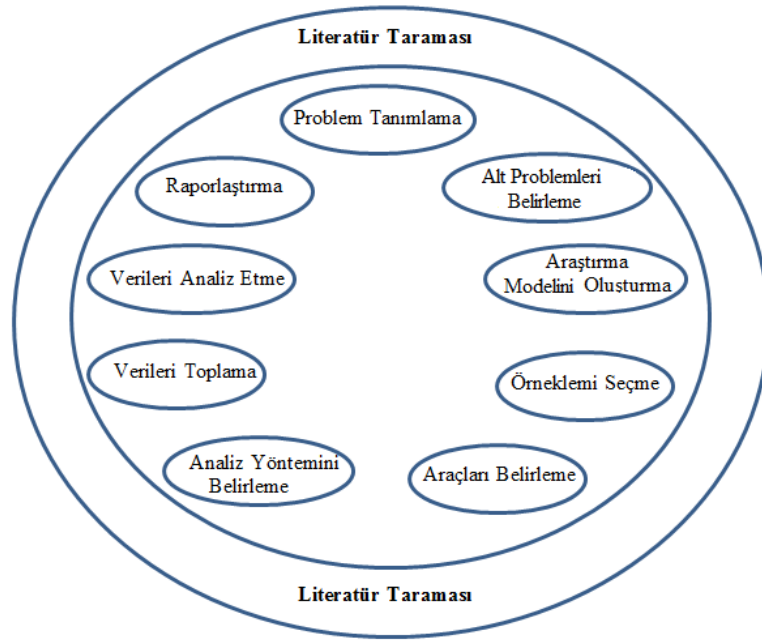 Literatür Taraması
Problem Tanımlama
Alt Problemleri
Belirleme
Araştırma
Modelini Oluşturma
Örneklemi Seçme
Araçları Belirleme
Analiz Yöntemini
Belirleme
Verileri Toplama
Verileri Analiz Etme
Raporlaştırma
Literatür Taraması